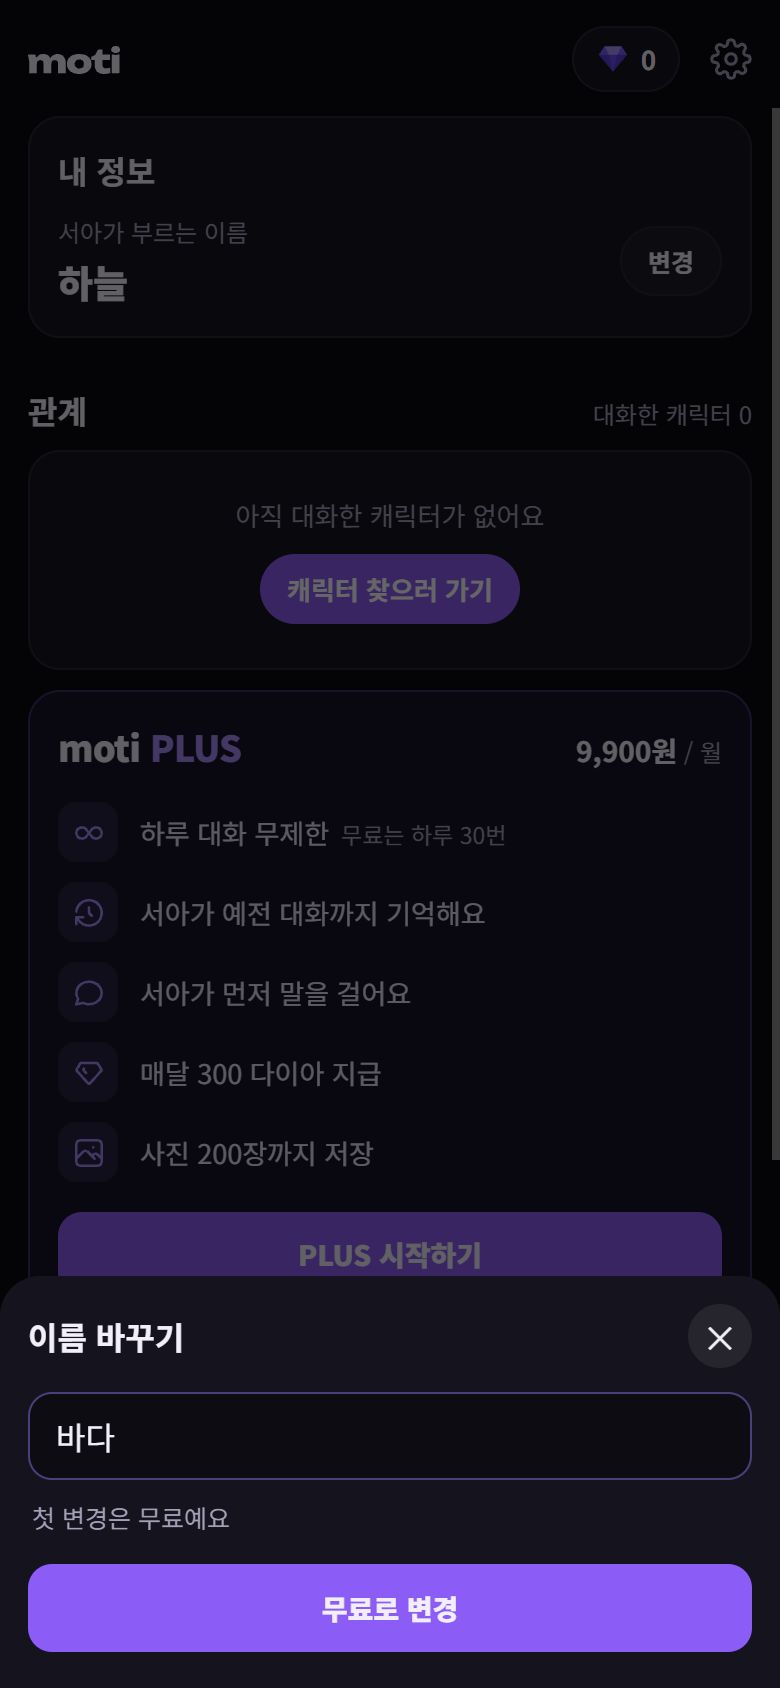 moti
0
내 정보
서아가 부르는 이름
하늘
변경
관계
대화한 캐릭터 0
아직 대화한 캐릭터가 없어요
캐릭터 찾으러 가기
moti PLUS
9,900원 / 월
하루 대화 무제한 무료는 하루 30번
서아가 예전 대화까지 기억해요
서아가 먼저 말을 걸어요
매달 300 다이아 지급
사진 200장까지 저장
PLUS 시작하기
이름 바꾸기
바다
첫 변경은 무료예요
무료로 변경